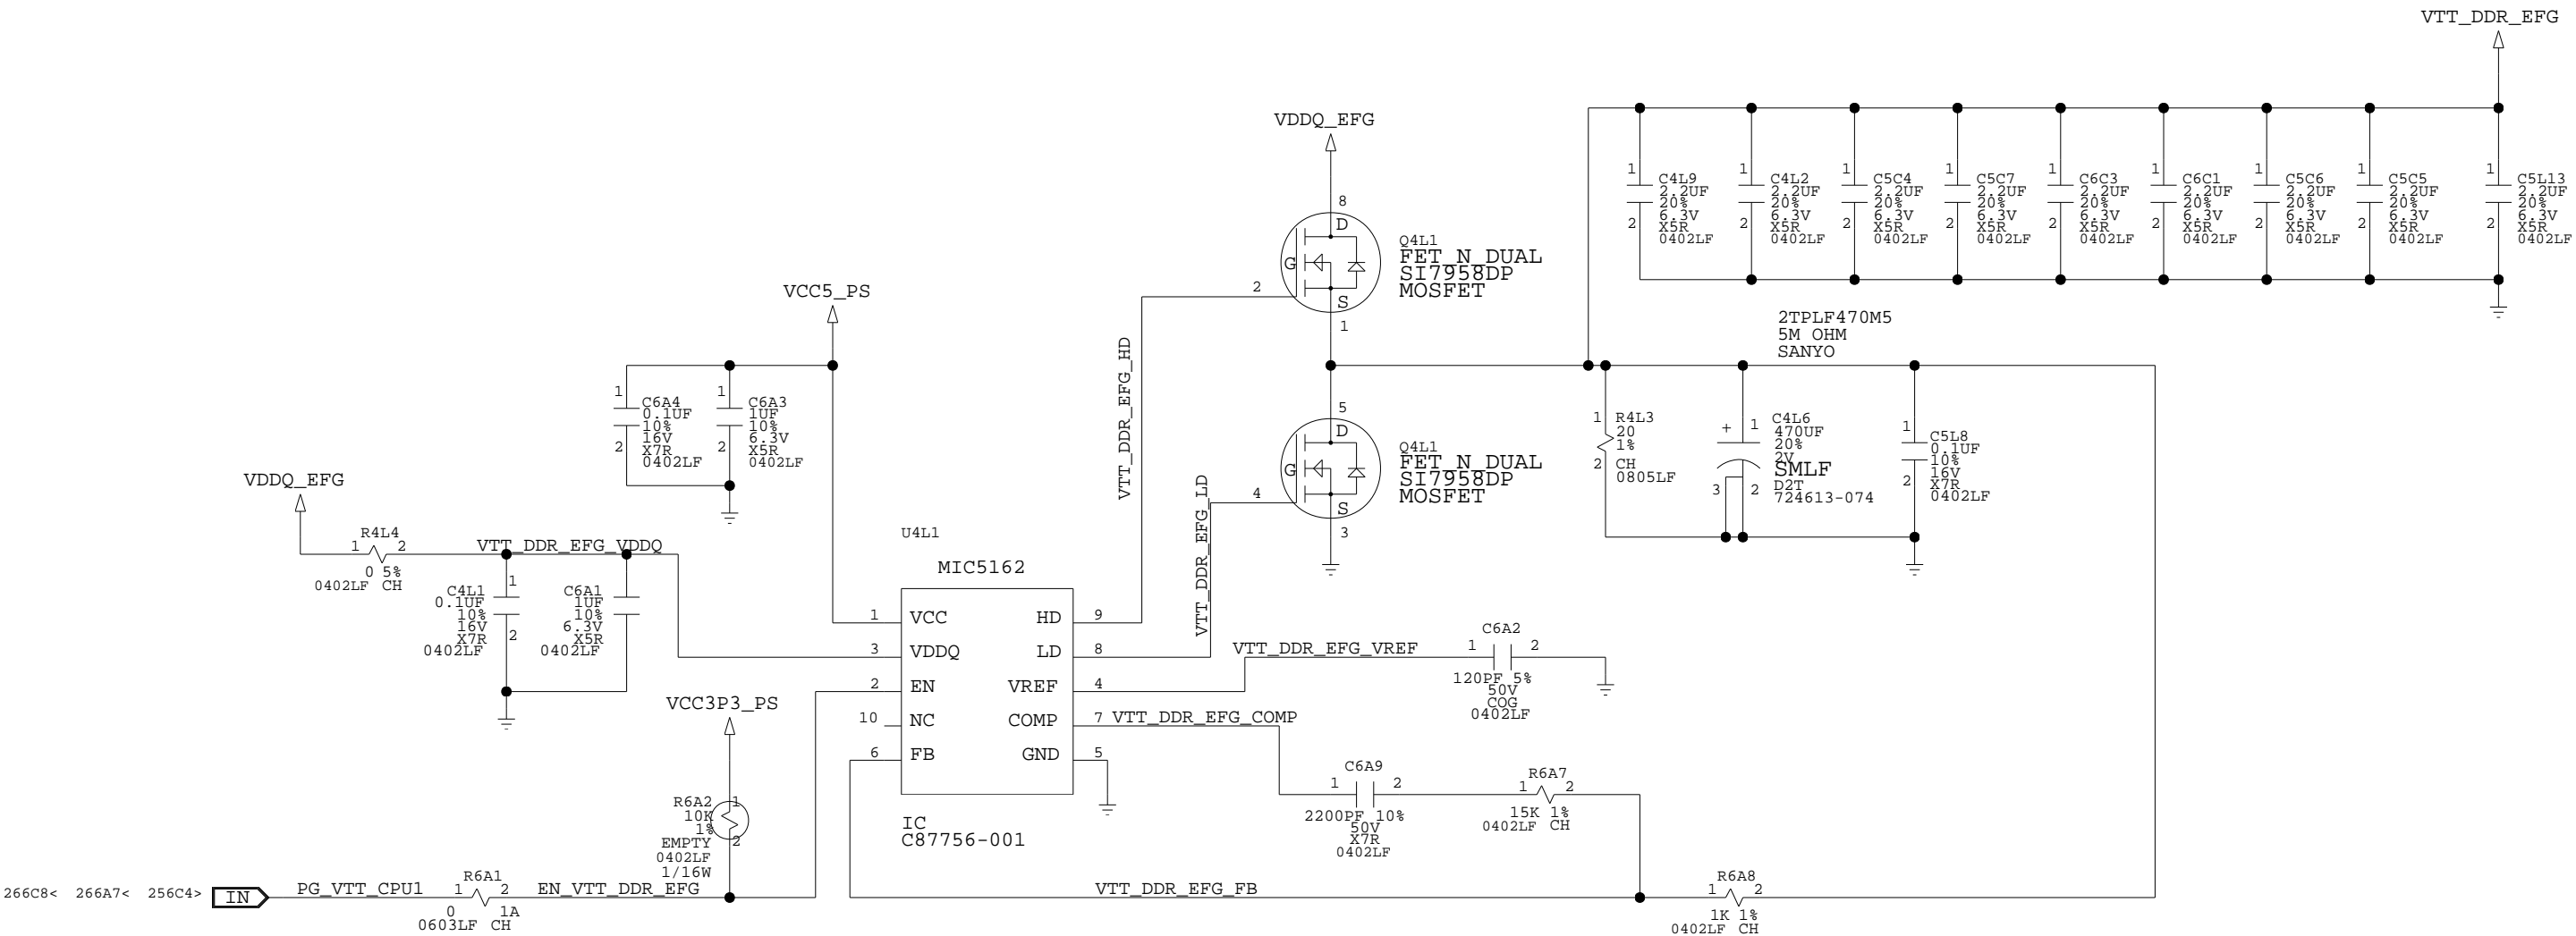 VTT_DDR_EFG
VDDQ_EFG
8
D
G
S
2
1
Q4L1
FET_N_DUAL
SI7958DP
MOSFET
1
2
C4L9
2.2UF
20%
6.3V
X5R
0402LF
1
2
C4L2
2.2UF
20%
6.3V
X5R
0402LF
1
2
C5C4
2.2UF
20%
6.3V
X5R
0402LF
1
2
C5C7
2.2UF
20%
6.3V
X5R
0402LF
1
2
C6C3
2.2UF
20%
6.3V
X5R
0402LF
1
2
C6C1
2.2UF
20%
6.3V
X5R
0402LF
1
2
C5C6
2.2UF
20%
6.3V
X5R
0402LF
1
2
C5C5
2.2UF
20%
6.3V
X5R
0402LF
1
2
C5L13
2.2UF
20%
6.3V
X5R
0402LF
VCC5_PS
1
2
C6A4
0.1UF
10%
16V
X7R
0402LF
1
2
C6A3
1UF
10%
6.3V
X5R
0402LF
VTT_DDR_EFG_HD
VTT_DDR_EFG_LD
5
D
G
S
4
3
Q4L1
FET_N_DUAL
SI7958DP
MOSFET
2TPLF470M5
5M OHM
SANYO
1
2
R4L3
20
1%
CH
0805LF
+
1
3
2
C4L6
470UF
20%
2V
SMLF
D2T
724613-074
1
2
C5L8
0.1UF
10%
16V
X7R
0402LF
VDDQ_EFG
R4L4
1 2
0 5%
0402LF CH
VTT_DDR_EFG_VDDQ
1
2
C4L1
0.1UF
10%
16V
X7R
0402LF
C6A1
1UF
10%
6.3V
X5R
0402LF
U4L1
MIC5162
1 VCC HD 9
3 VDDQ LD 8
2 EN VREF 4
10 NC COMP 7
6 FB GND 5
IC
C87756-001
VTT_DDR_EFG_VREF
C6A2
1 2
120PF 5%
50V
COG
0402LF
VTT_DDR_EFG_COMP
C6A9
1 2
2200PF 10%
50V
X7R
0402LF
R6A7
1 2
15K 1%
0402LF CH
VCC3P3_PS
R6A2
10K
1%
EMPTY
0402LF
1/16W
1
2
266C8< 266A7< 256C4>
IN
PG_VTT_CPU1
R6A1
1 2
0 1A
0603LF CH
EN_VTT_DDR_EFG
VTT_DDR_EFG_FB
R6A8
1 2
1K 1%
0402LF CH